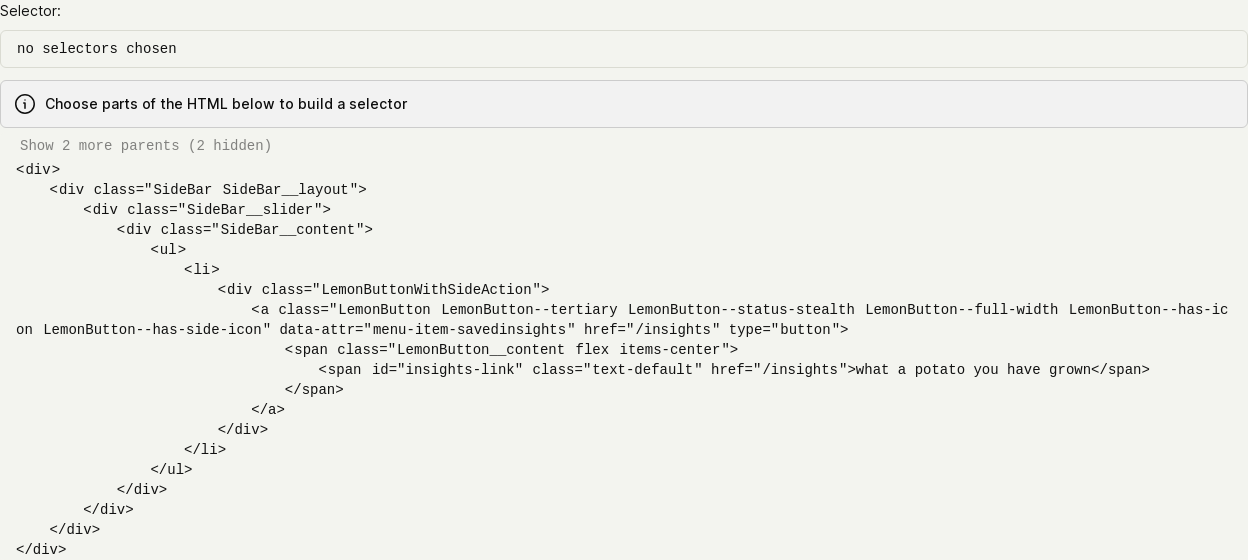 Selector:
no selectors chosen
Choose parts of the HTML below to build a selector
Show 2 more parents (2 hidden)
<div>
<div class="SideBar SideBar__layout">
<div class="SideBar__slider">
<div class="SideBar__content">
<ul>
<li>
<div class="LemonButtonWithSideAction">
<a class="LemonButton LemonButton--tertiary LemonButton--status-stealth LemonButton--full-width LemonButton--has-ic
on LemonButton--has-side-icon" data-attr="menu-item-savedinsights" href="/insights" type="button">
<span class="LemonButton__content flex items-center">
<span id="insights-link" class="text-default" href="/insights">what a potato you have grown</span>
</span>
</a>
</div>
</li>
</ul>
</div>
</div>
</div>
</div>